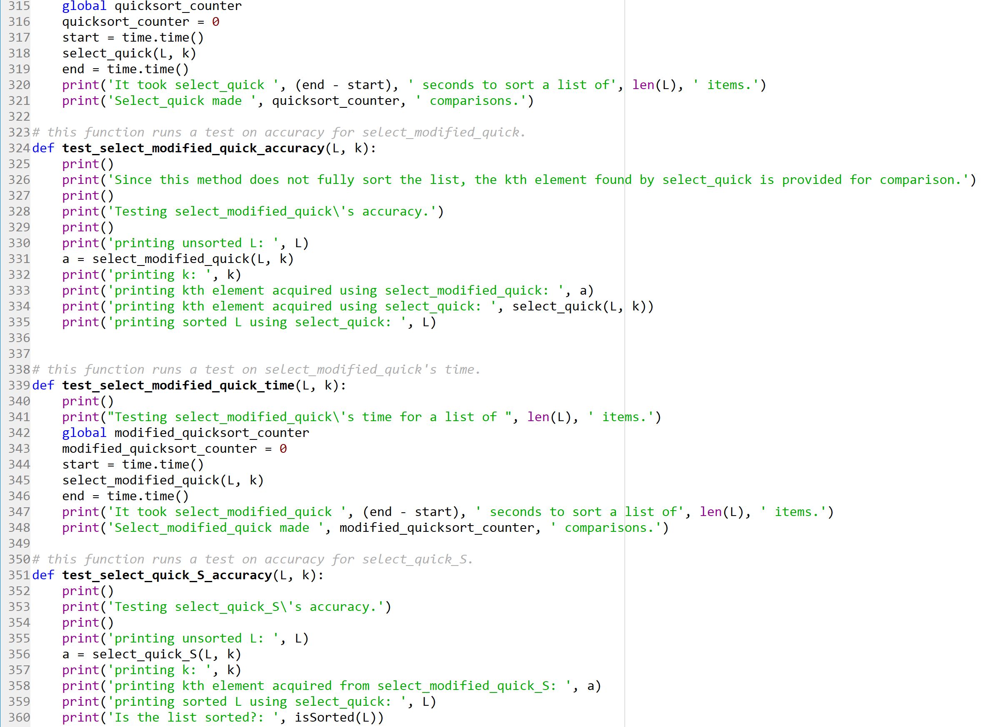 315    global quicksort_counter
316    quicksort_counter = 0
317    start = time.time()
318    select_quick(L, k)
319    end = time.time()
320    print('It took select_quick ', (end - start), ' seconds to sort a list of', len(L), ' items.')
321    print('Select_quick made ', quicksort_counter, ' comparisons.')
322
323# this function runs a test on accuracy for select_modified_quick.
324def test_select_modified_quick_accuracy(L, k):
325    print()
326    print('Since this method does not fully sort the list, the kth element found by select_quick is provided for comparison.')
327    print()
328    print('Testing select_modified_quick\'s accuracy.')
329    print()
330    print('printing unsorted L: ', L)
331    a = select_modified_quick(L, k)
332    print('printing k: ', k)
333    print('printing kth element acquired using select_modified_quick: ', a)
334    print('printing kth element acquired using select_quick: ', select_quick(L, k))
335    print('printing sorted L using select_quick: ', L)
336
337
338# this function runs a test on select_modified_quick's time.
339def test_select_modified_quick_time(L, k):
340    print()
341    print("Testing select_modified_quick\'s time for a list of ", len(L), ' items.')
342    global modified_quicksort_counter
343    modified_quicksort_counter = 0
344    start = time.time()
345    select_modified_quick(L, k)
346    end = time.time()
347    print('It took select_modified_quick ', (end - start), ' seconds to sort a list of', len(L), ' items.')
348    print('Select_modified_quick made ', modified_quicksort_counter, ' comparisons.')
349
350# this function runs a test on accuracy for select_quick_S.
351def test_select_quick_S_accuracy(L, k):
352    print()
353    print('Testing select_quick_S\'s accuracy.')
354    print()
355    print('printing unsorted L: ', L)
356    a = select_quick_S(L, k)
357    print('printing k: ', k)
358    print('printing kth element acquired from select_modified_quick_S: ', a)
359    print('printing sorted L using select_quick: ', L)
360    print('Is the list sorted?: ', isSorted(L))